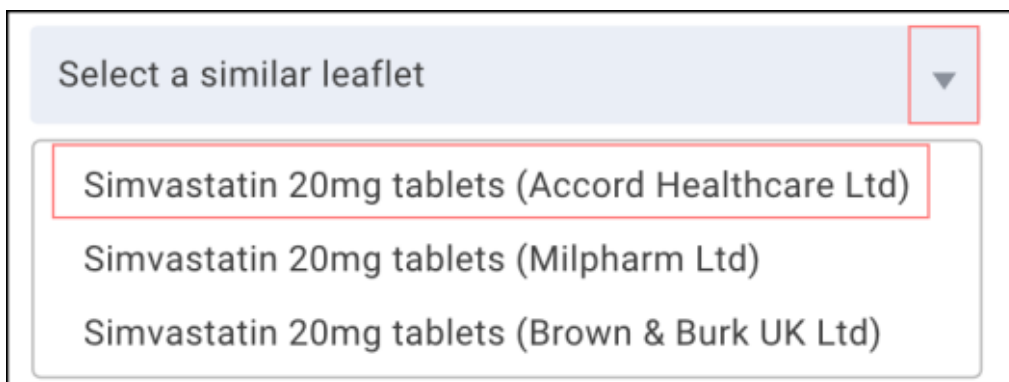 Select a similar leaflet
Simvastatin 20mg tablets (Accord Healthcare Ltd)
Simvastatin 20mg tablets (Milpharm Ltd)
Simvastatin 20mg tablets (Brown & Burk UK Ltd)